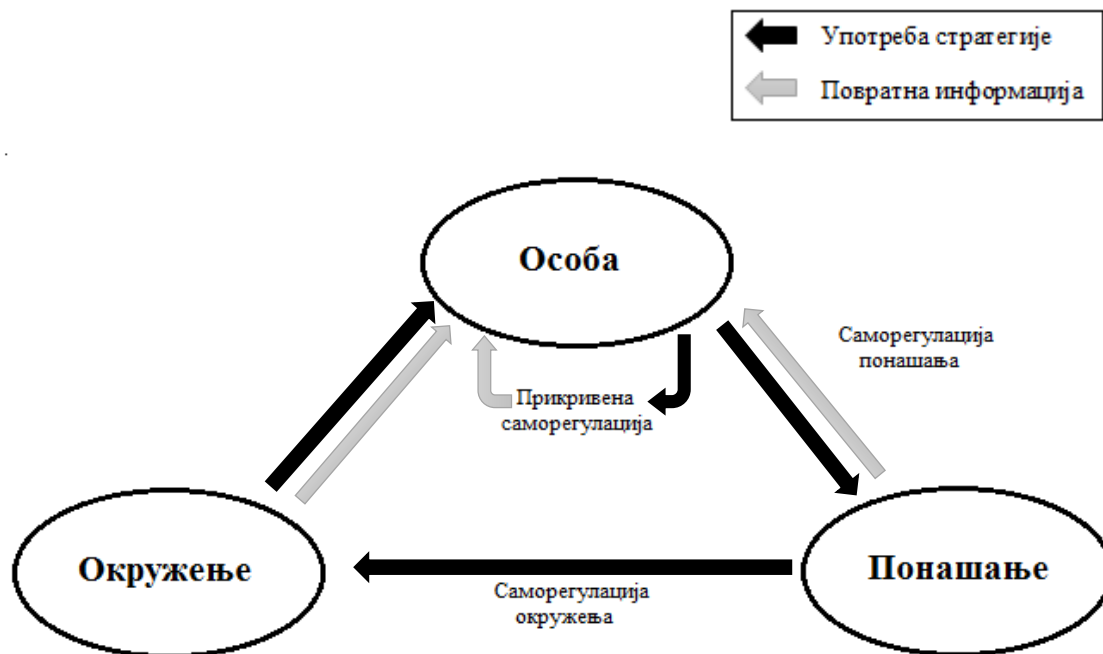 Употреба стратегије
Повратна информација
Особа
Саморегулација
понашања
Прикривена
саморегулација
Окружење
Понашање
Саморегулација
окружења